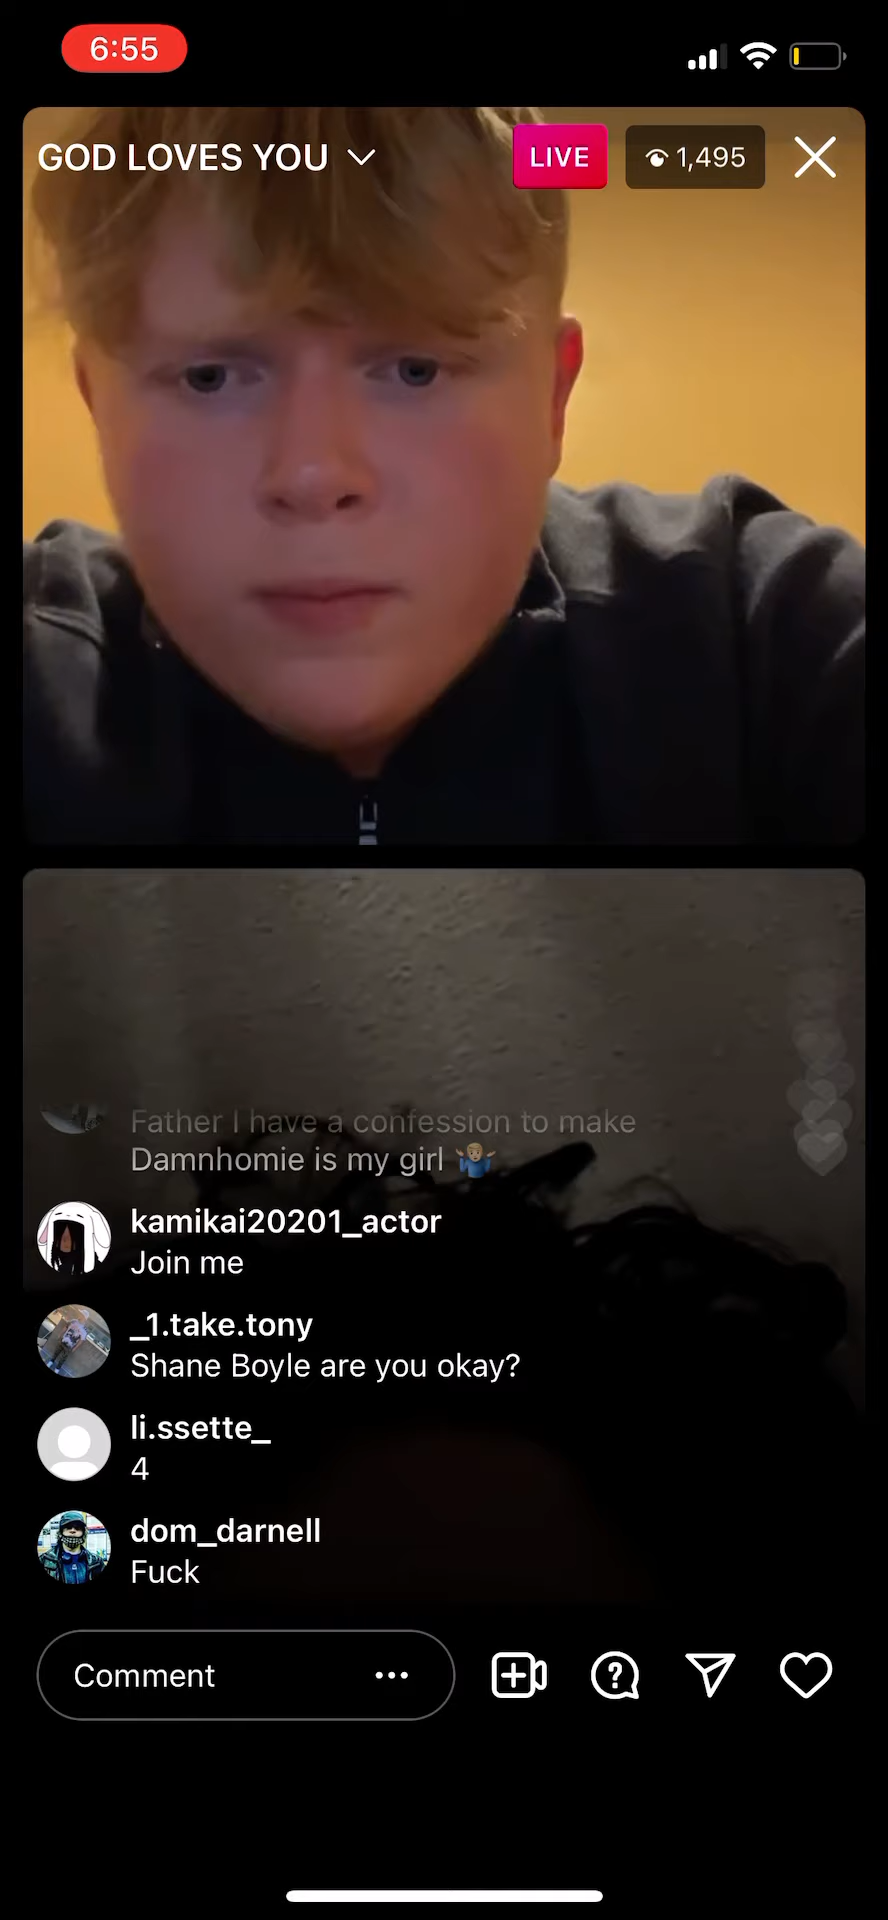 6:55
GOD LOVES YOU
LIVE
1,495
Father I have a confession to make
Damnhomie is my girl 🤷🏼‍♂️
kamikai20201_actor
Join me
_1.take.tony
Shane Boyle are you okay?
li.ssette_
4
dom_darnell
Fuck
Comment